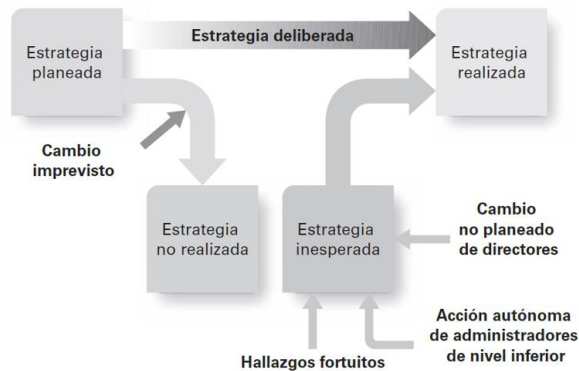 Estrategia
planeada
Estrategia deliberada
Estrategia
realizada
Cambio
imprevisto
Estrategia
no realizada
Estrategia
inesperada
Cambio
no planeado
de directores
Acción autónoma
de administradores
de nivel inferior
Hallazgos fortuitos